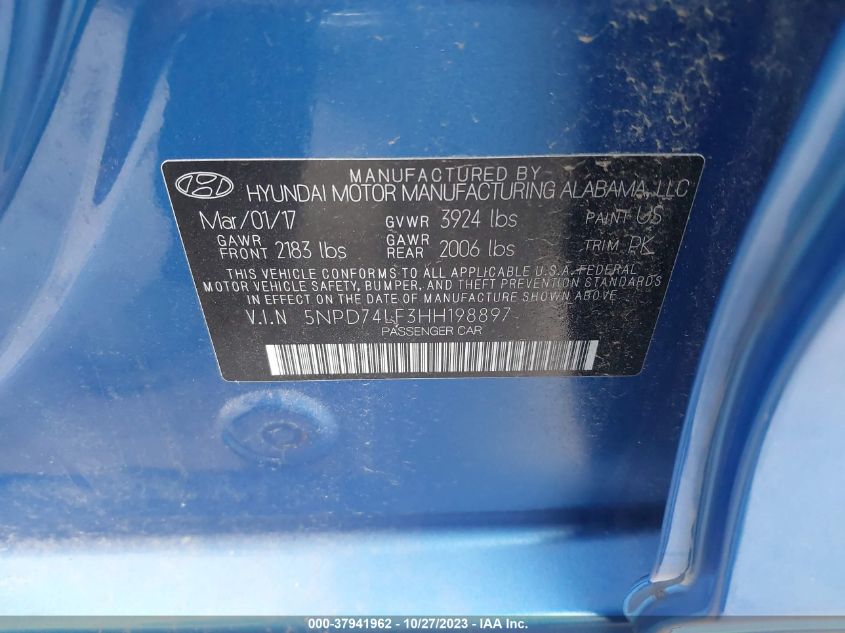 MANUFACTURED BY
HYUNDAI MOTOR MANUFACTURING ALABAMA, LLC
Mar/01/17 GVWR 3924 lbs PAINT US
GAWR FRONT 2183 lbs GAWR REAR 2006 lbs TRIM PK
THIS VEHICLE CONFORMS TO ALL APPLICABLE U.S.A. FEDERAL
MOTOR VEHICLE SAFETY, BUMPER, AND THEFT PREVENTION STANDARDS
IN EFFECT ON THE DATE OF MANUFACTURE SHOWN ABOVE.
V.I.N 5NPD74LF3HH198897
PASSENGER CAR
000-37941962 - 10/27/2023 - IAA Inc.